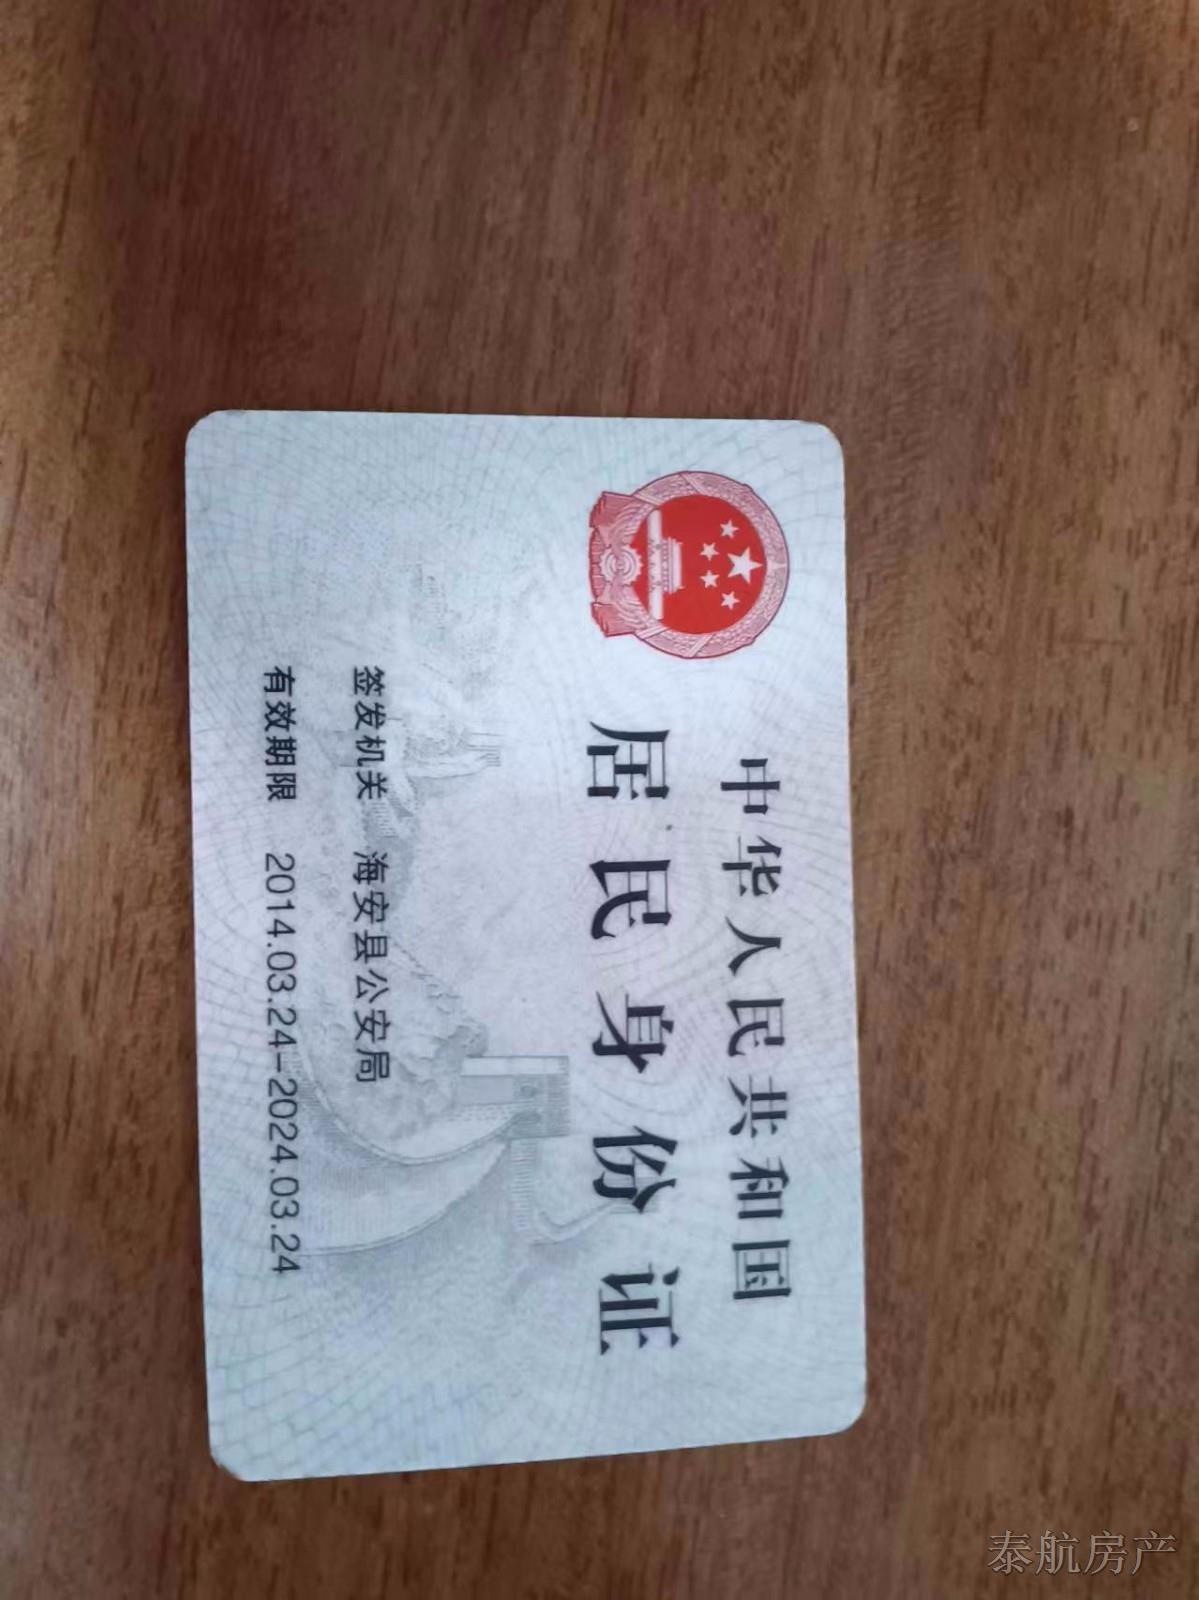 中华人民共和国
居民身份证
签发机关 海安县公安局
有效期限 2014.03.24-2024.03.24
泰航房产